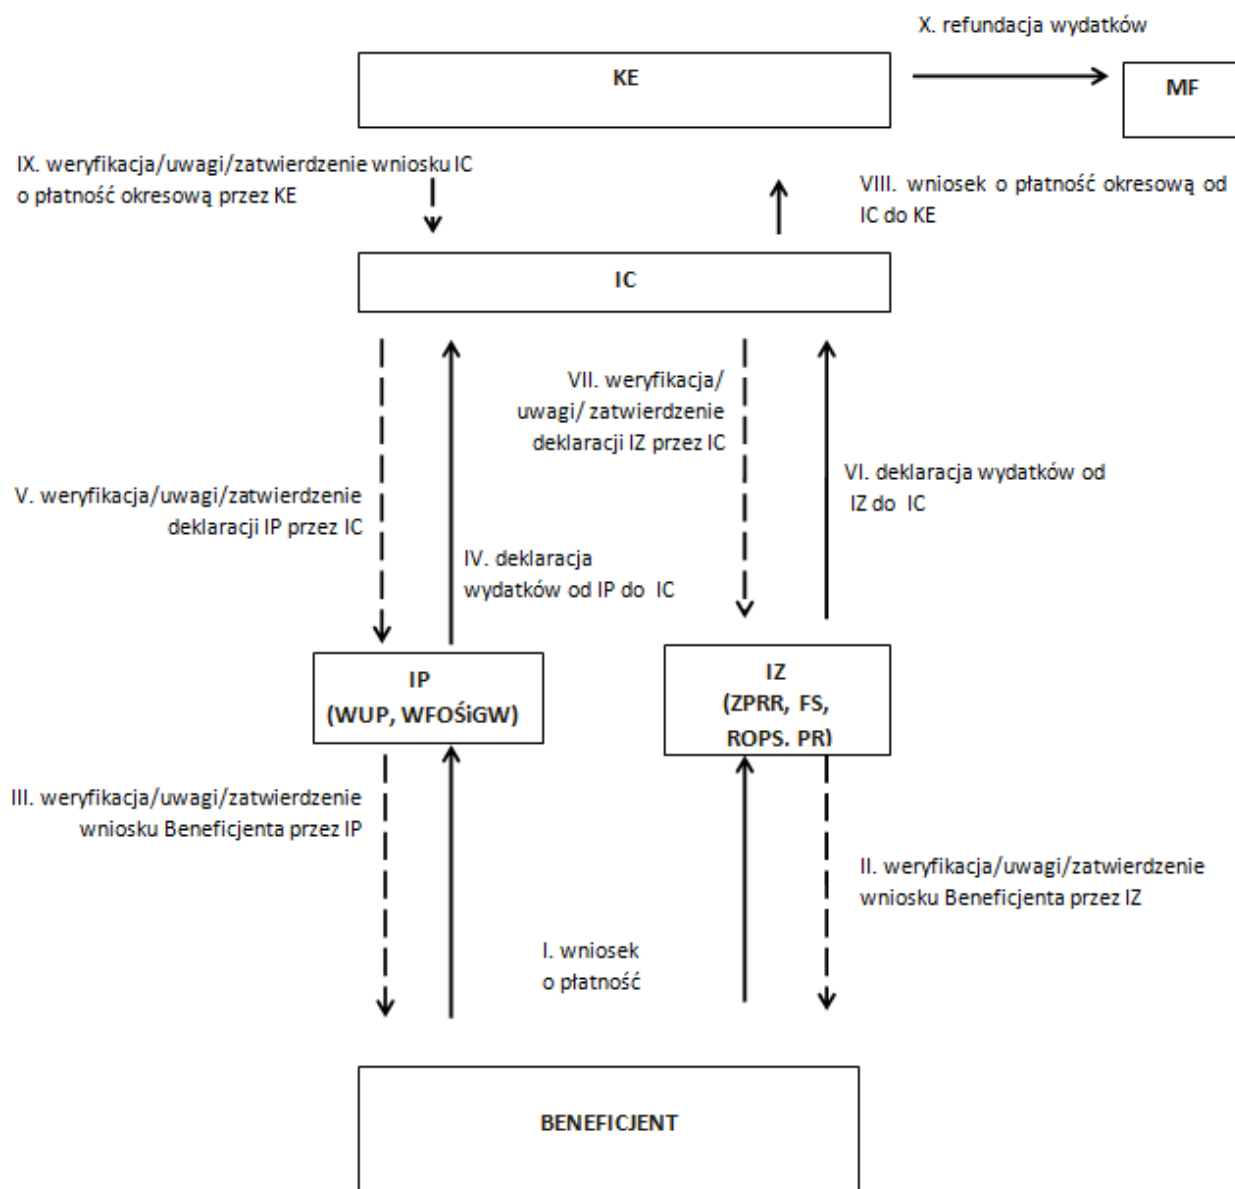 X. refundacja wydatków
KE
MF
IX. weryfikacja/uwagi/zatwierdzenie wniosku IC
o płatność okresową przez KE
VIII. wniosek o płatność okresową od
IC do KE
IC
VII. weryfikacja/
uwagi/ zatwierdzenie
deklaracji IZ przez IC
VI. deklaracja wydatków od
IZ do IC
V. weryfikacja/uwagi/zatwierdzenie
deklaracji IP przez IC
IV. deklaracja
wydatków od IP do IC
IP
(WUP, WFOŚiGW)
IZ
(ZPRR, FS,
ROPS. PR)
III. weryfikacja/uwagi/zatwierdzenie
wniosku Beneficjenta przez IP
II. weryfikacja/uwagi/zatwierdzenie
wniosku Beneficjenta przez IZ
I. wniosek
o płatność
BENEFICJENT